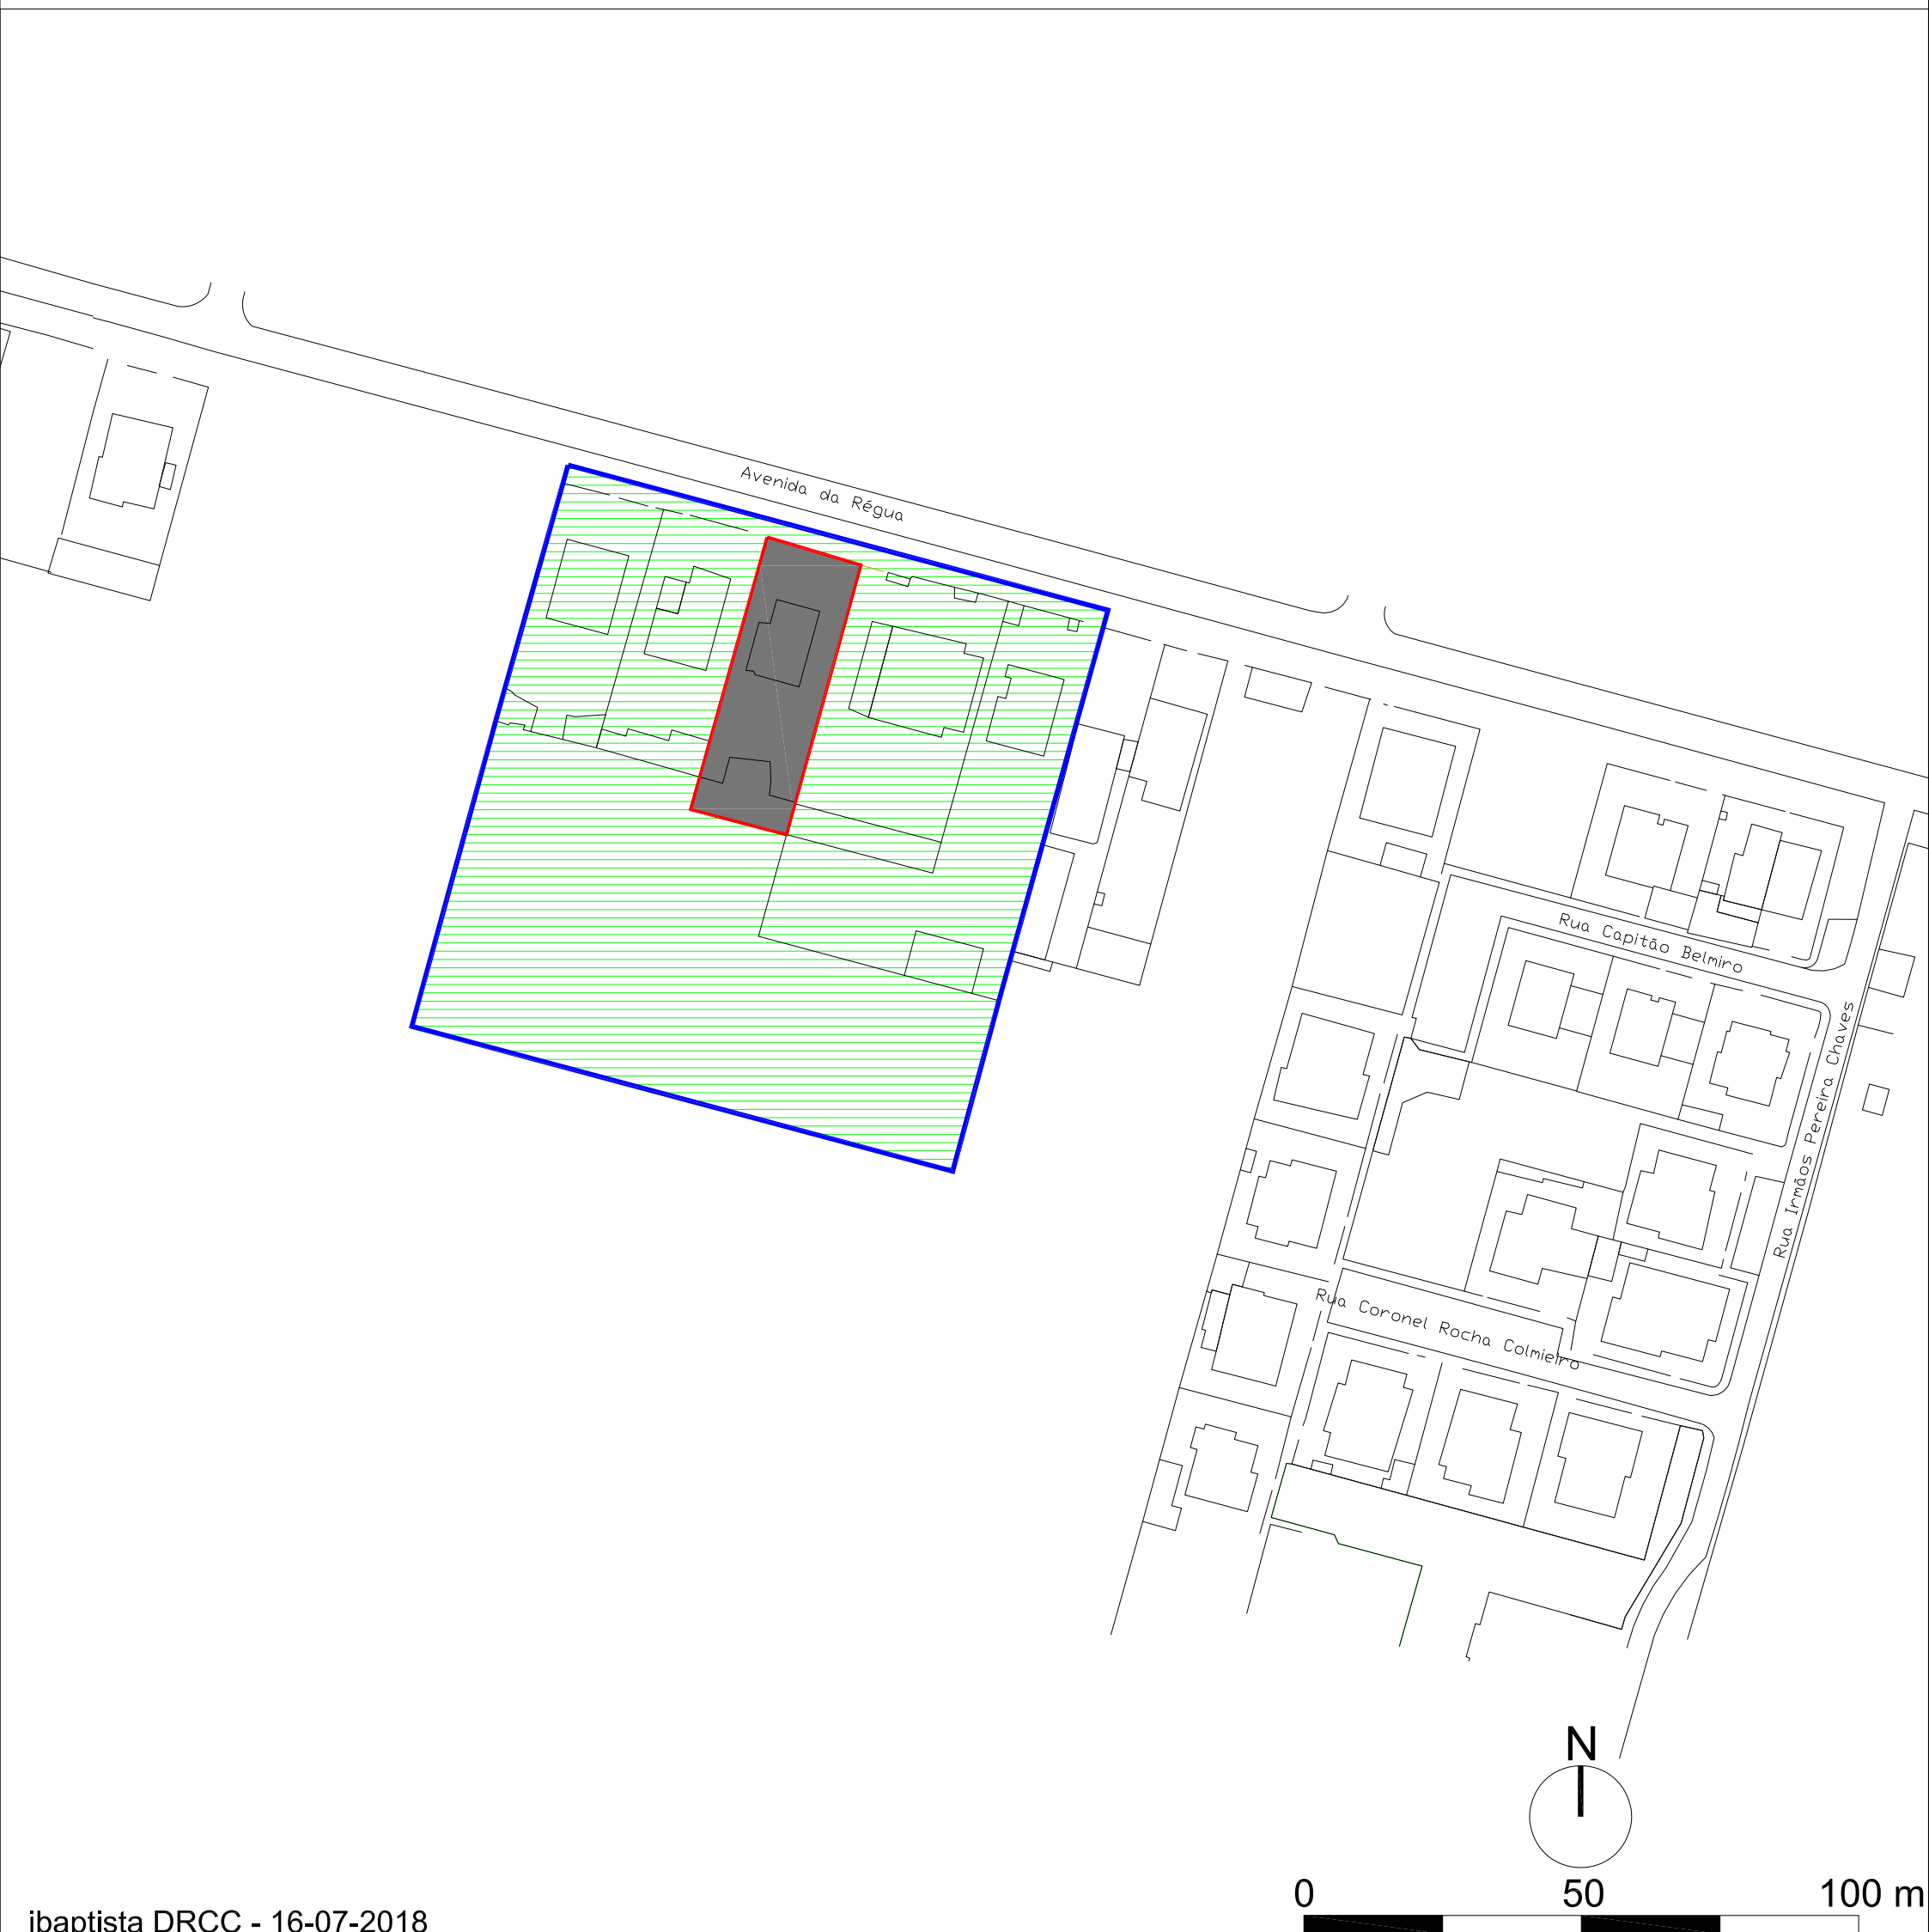 Avenida da Régua
Rua Capitão Belmiro
Rua Irmãos Pereira Chaves
Rua Coronel Rocha Colmieiro
N
0 50 100 m
ibaptista DRCC - 16-07-2018